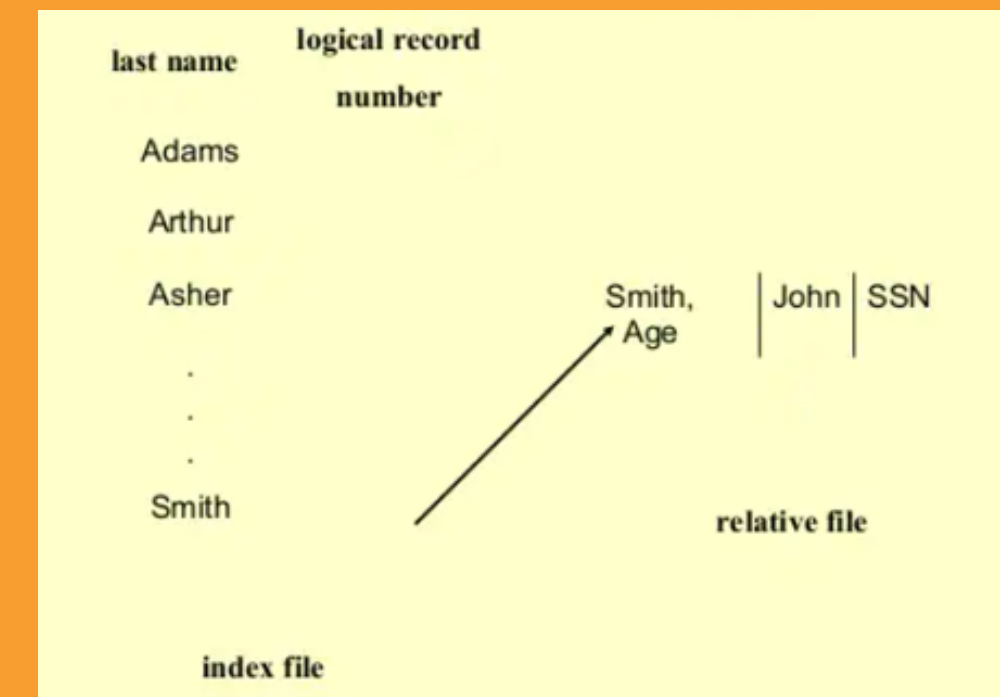 last name
logical record
number
Adams
Arthur
Asher
.
.
.
Smith
index file
Smith, John SSN
Age
relative file